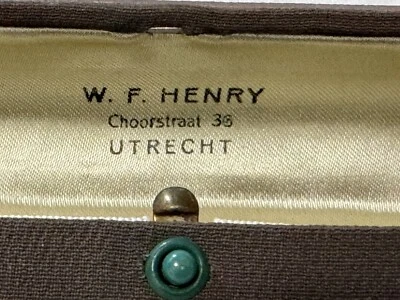 W. F. HENRY
Choorstraat 36
UTRECHT